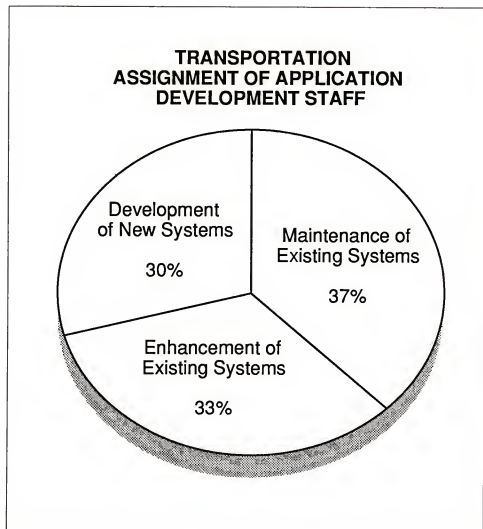 TRANSPORTATION
ASSIGNMENT OF APPLICATION
DEVELOPMENT STAFF
Development
of New Systems
30%
Maintenance of
Existing Systems
37%
Enhancement of
Existing Systems
33%